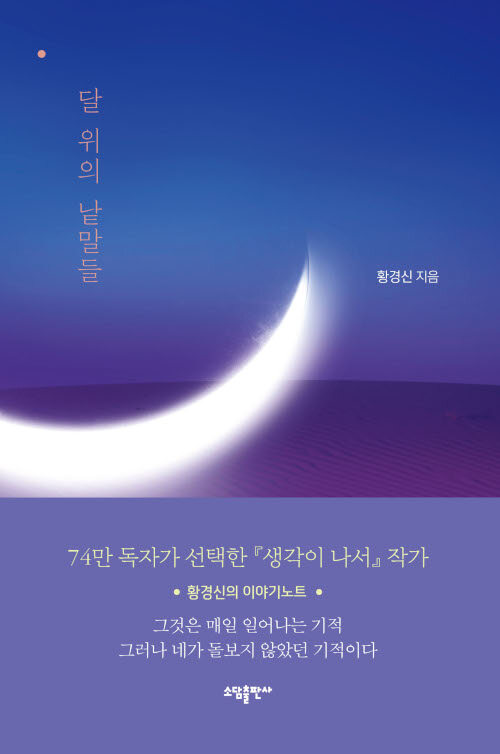 달 위의 낱말들
황경신 지음
74만 독자가 선택한 『생각이 나서』 작가
• 황경신의 이야기노트 •
그것은 매일 일어나는 기적
그러나 네가 돌보지 않았던 기적이다
소담출판사